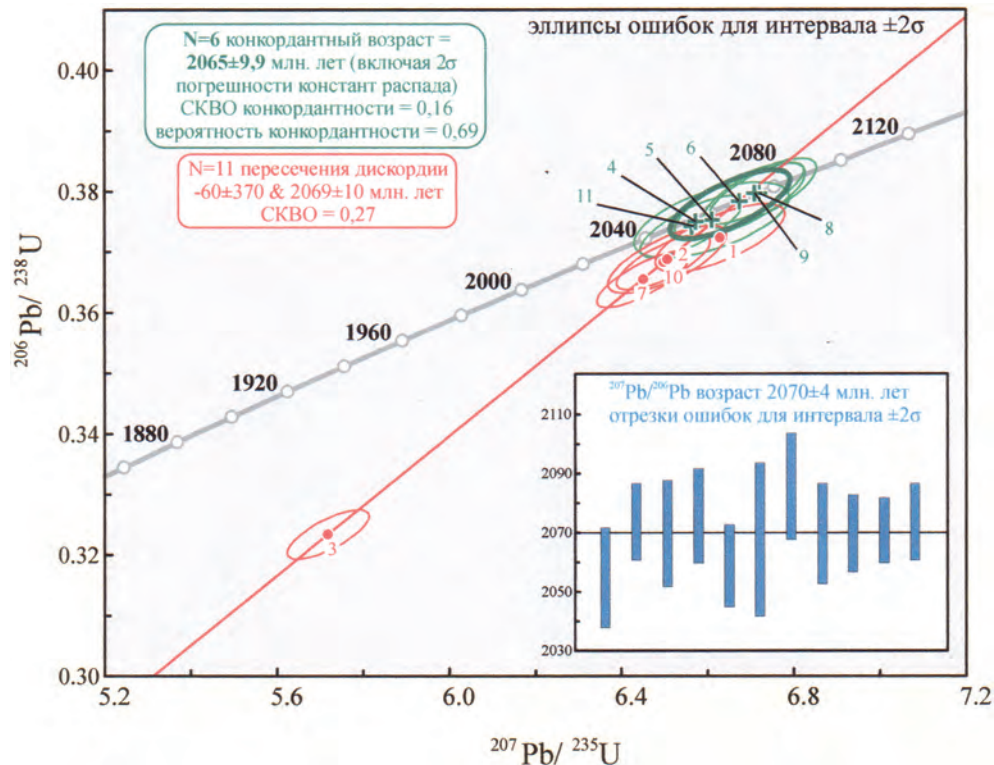 эллипсы ошибок для интервала ±2σ
N=6 конкордантный возраст =
2065±9,9 млн. лет (включая 2σ
погрешности констант распада)
СКВО конкордантности = 0,16
вероятность конкордантности = 0,69
N=11 пересечения дискордии
-60±370 & 2069±10 млн. лет
СКВО = 0,27
0.40
0.38
0.36
0.34
0.32
0.30
²⁰⁶Pb/ ²³⁸U
1880
1920
1960
2000
2040
2080
2120
11
4
5
6
8
9
1
2
10
7
3
²⁰⁷Pb/²⁰⁶Pb возраст 2070±4 млн. лет
отрезки ошибок для интервала ±2σ
2110
2090
2070
2050
2030
5.2
5.6
6.0
6.4
6.8
7.2
²⁰⁷Pb/ ²³⁵U